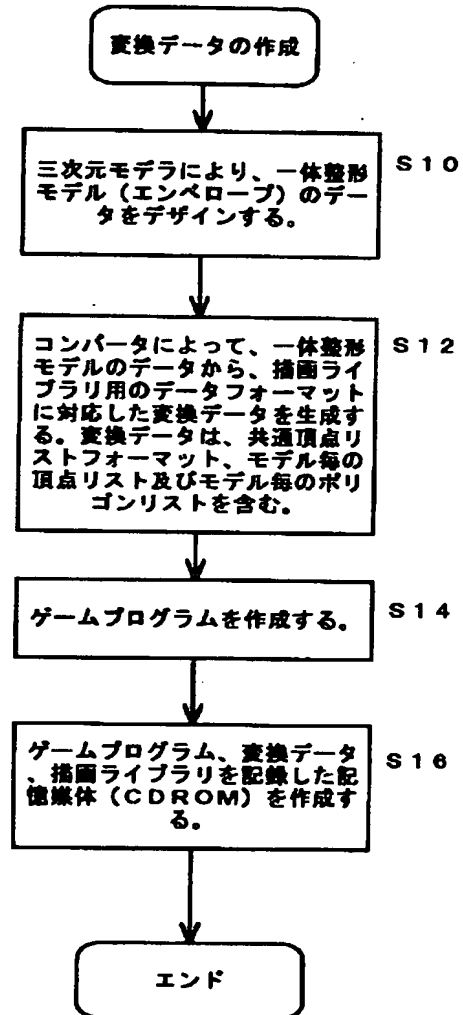 変換データの作成
三次元モデラにより、一体整形
モデル（エンベロープ）のデー
タをデザインする。
S10
コンバータによって、一体整形
モデルのデータから、描画ライ
ブラリ用のデータフォーマット
に対応した変換データを生成す
る。変換データは、共通頂点リ
ストフォーマット、モデル毎の
頂点リスト及びモデル毎のポリ
ゴンリストを含む。
S12
ゲームプログラムを作成する。
S14
ゲームプログラム、変換データ
、描画ライブラリを記録した記
憶媒体（CDROM）を作成す
る。
S16
エンド